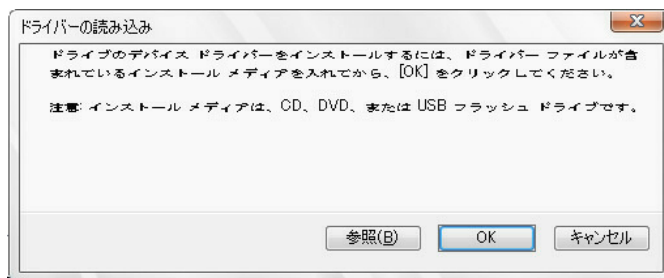 ドライバーの読み込み
ドライブのデバイス ドライバーをインストールするには、ドライバー ファイルが含
まれているインストール メディアを入れてから、[OK] をクリックしてください。
注意: インストール メディアは、CD、DVD、または USB フラッシュ ドライブです。
参照(B) OK キャンセル